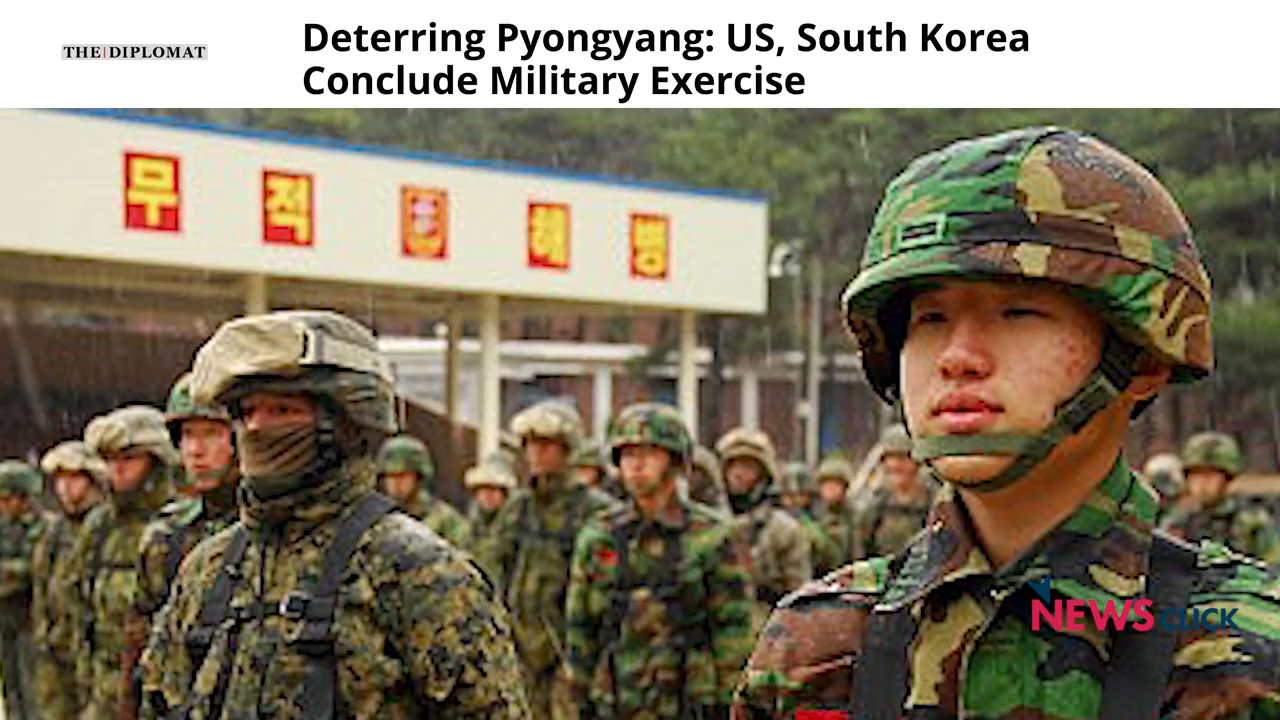 THE|DIPLOMAT
Deterring Pyongyang: US, South Korea
Conclude Military Exercise
무적 해병
NEWSCLICK